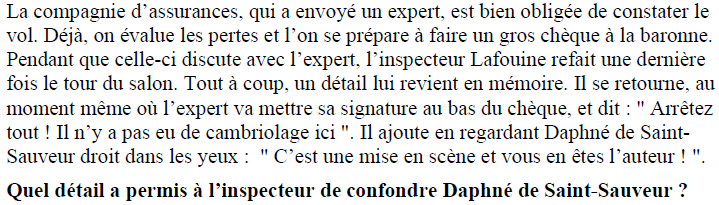 La compagnie d’assurances, qui a envoyé un expert, est bien obligée de constater le
vol. Déjà, on évalue les pertes et l’on se prépare à faire un gros chèque à la baronne.
Pendant que celle-ci discute avec l’expert, l’inspecteur Lafouine refait une dernière
fois le tour du salon. Tout à coup, un détail lui revient en mémoire. Il se retourne, au
moment même où l’expert va mettre sa signature au bas du chèque, et dit : " Arrêtez
tout ! Il n’y a pas eu de cambriolage ici ". Il ajoute en regardant Daphné de Saint-
Sauveur droit dans les yeux :  " C’est une mise en scène et vous en êtes l’auteur ! ".
Quel détail a permis à l’inspecteur de confondre Daphné de Saint-Sauveur ?